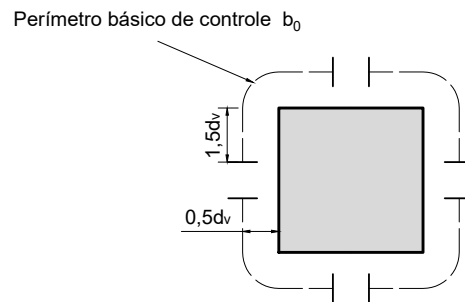 Perímetro básico de controle b₀
1,5dᵥ
0,5dᵥ